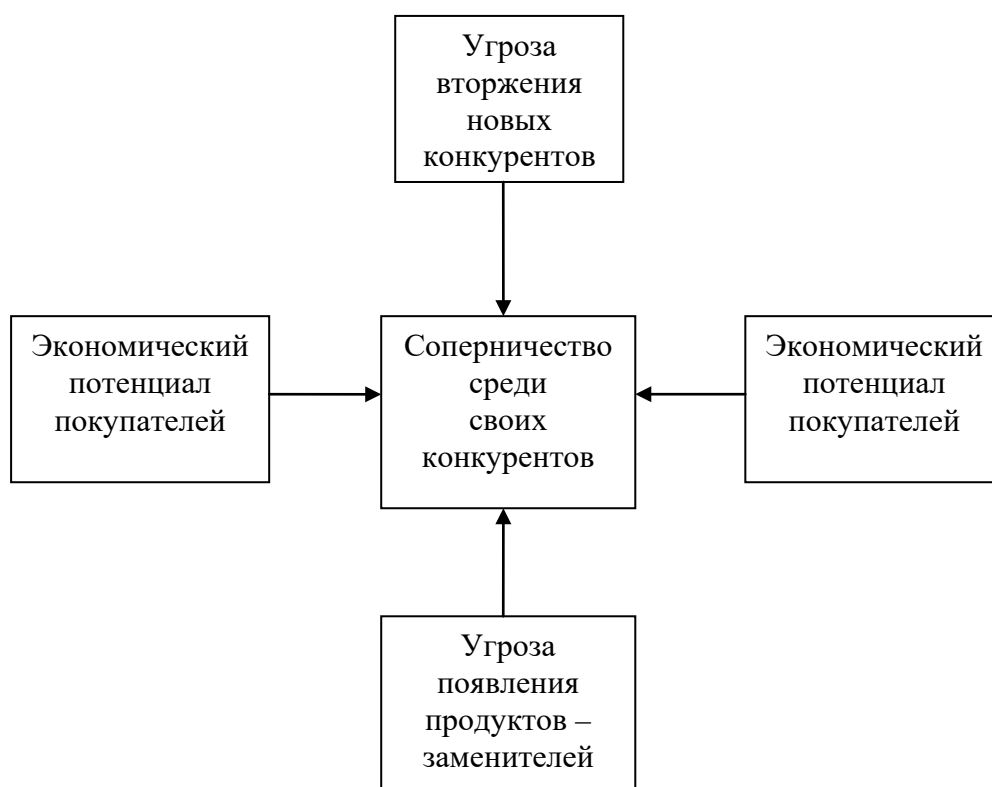 Угроза
вторжения
новых
конкурентов
Экономический
потенциал
покупателей
Соперничество
среди
своих
конкурентов
Экономический
потенциал
покупателей
Угроза
появления
продуктов –
заменителей